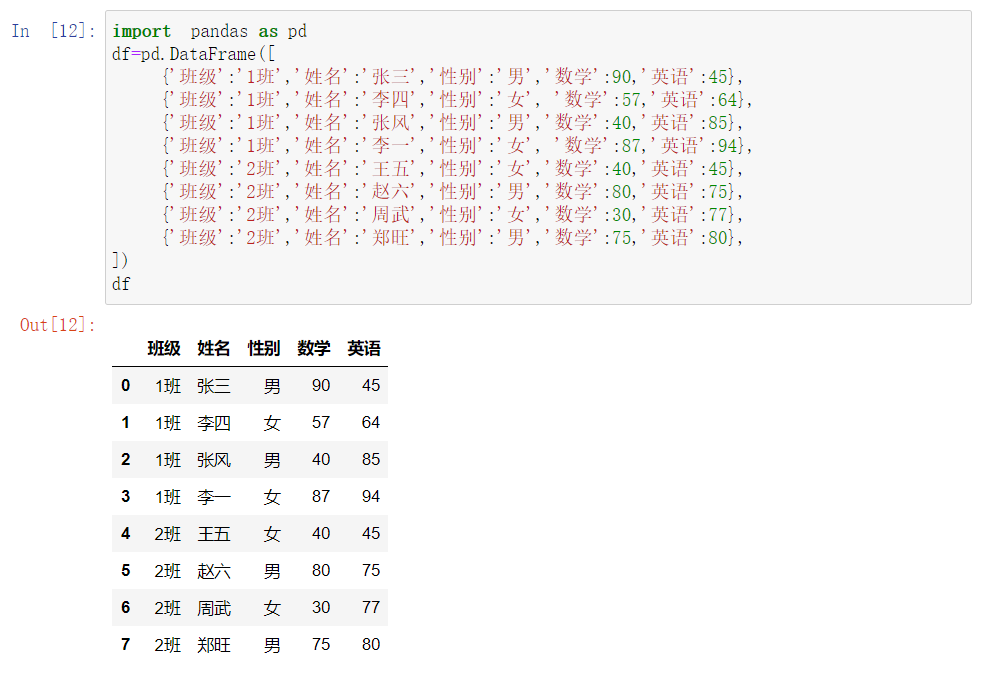 In [12]: import pandas as pd
df=pd.DataFrame([
{'班级':'1班','姓名':'张三','性别':'男','数学':90,'英语':45},
{'班级':'1班','姓名':'李四','性别':'女', '数学':57,'英语':64},
{'班级':'1班','姓名':'张风','性别':'男','数学':40,'英语':85},
{'班级':'1班','姓名':'李一','性别':'女', '数学':87,'英语':94},
{'班级':'2班','姓名':'王五','性别':'女','数学':40,'英语':45},
{'班级':'2班','姓名':'赵六','性别':'男','数学':80,'英语':75},
{'班级':'2班','姓名':'周武','性别':'女','数学':30,'英语':77},
{'班级':'2班','姓名':'郑旺','性别':'男','数学':75,'英语':80},
])
df
Out[12]:
班级 姓名 性别 数学 英语
0 1班 张三 男 90 45
1 1班 李四 女 57 64
2 1班 张风 男 40 85
3 1班 李一 女 87 94
4 2班 王五 女 40 45
5 2班 赵六 男 80 75
6 2班 周武 女 30 77
7 2班 郑旺 男 75 80